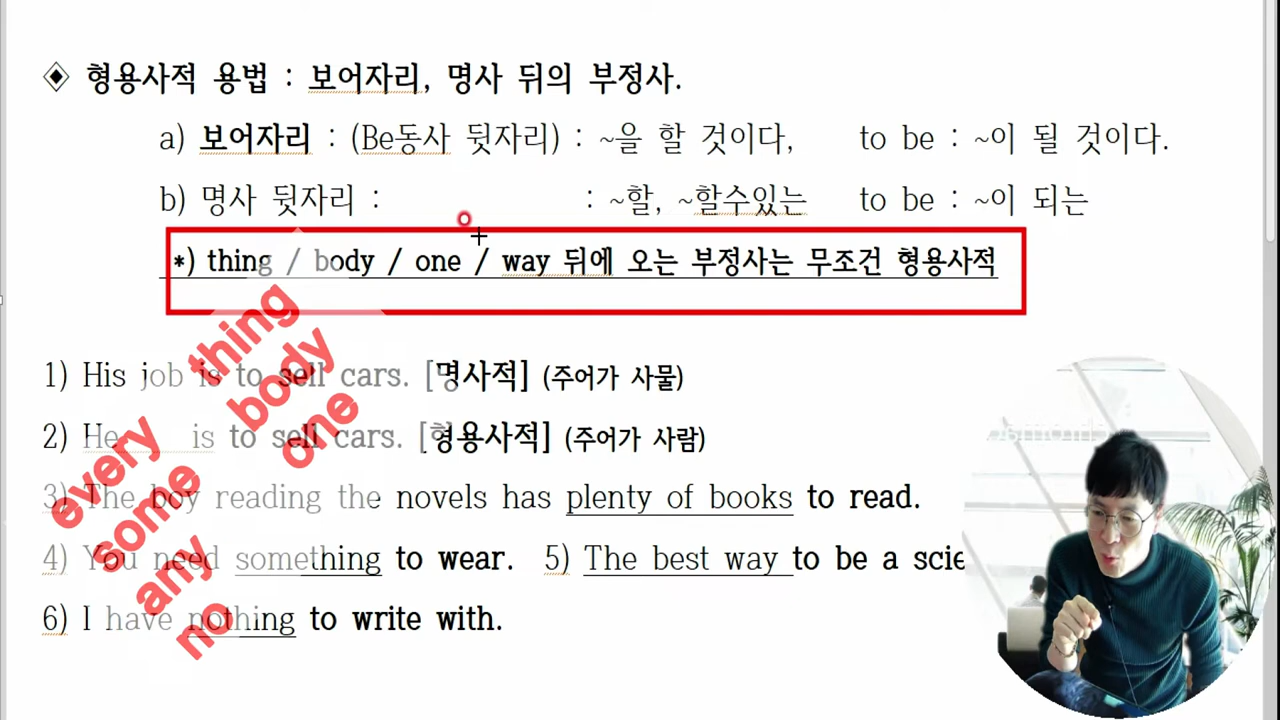 ◈ 형용사적 용법 : 보어자리, 명사 뒤의 부정사.
a) 보어자리 : (Be동사 뒷자리) : ~을 할 것이다, to be : ~이 될 것이다.
b) 명사 뒷자리 : : ~할, ~할수있는 to be : ~이 되는
*) thing / body / one / way 뒤에 오는 부정사는 무조건 형용사적
1) His job is to sell cars. [명사적] (주어가 사물)
2) He is to sell cars. [형용사적] (주어가 사람)
3) The boy reading the novels has plenty of books to read.
4) You need something to wear. 5) The best way to be a scie
6) I have nothing to write with.
every
some
any
no
thing
body
one